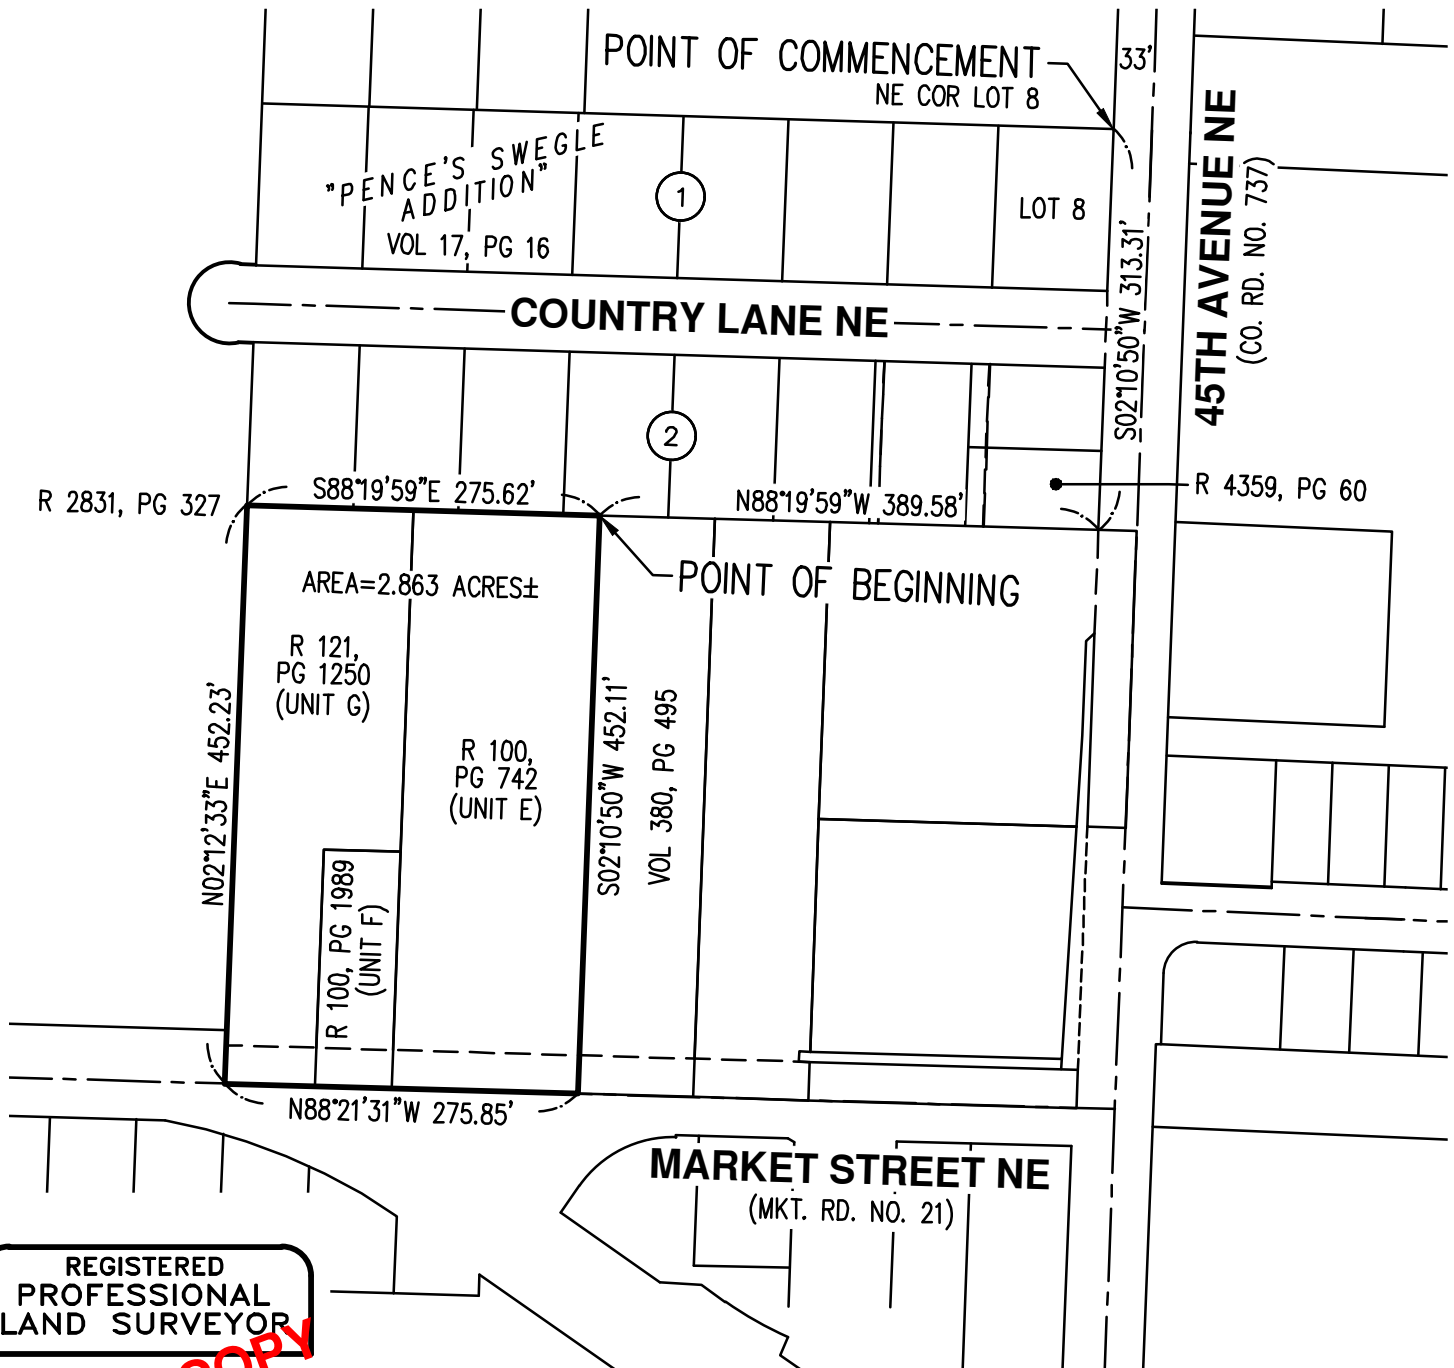 POINT OF COMMENCEMENT
NE COR LOT 8
33'
"PENCE'S SWEGLE
ADDITION"
VOL 17, PG 16
1
LOT 8
45TH AVENUE NE
(CO. RD. NO. 737)
S02°10'50"W 313.31'
COUNTRY LANE NE
2
R 2831, PG 327
S88°19'59"E 275.62'
N88°19'59"W 389.58'
R 4359, PG 60
POINT OF BEGINNING
AREA=2.863 ACRES±
R 121,
PG 1250
(UNIT G)
R 100,
PG 742
(UNIT E)
N02°12'33"E 452.23'
S02°10'50"W 452.11'
VOL 380, PG 495
R 100, PG 1989
(UNIT F)
N88°21'31"W 275.85'
MARKET STREET NE
(MKT. RD. NO. 21)
REGISTERED
PROFESSIONAL
LAND SURVEYOR
COPY